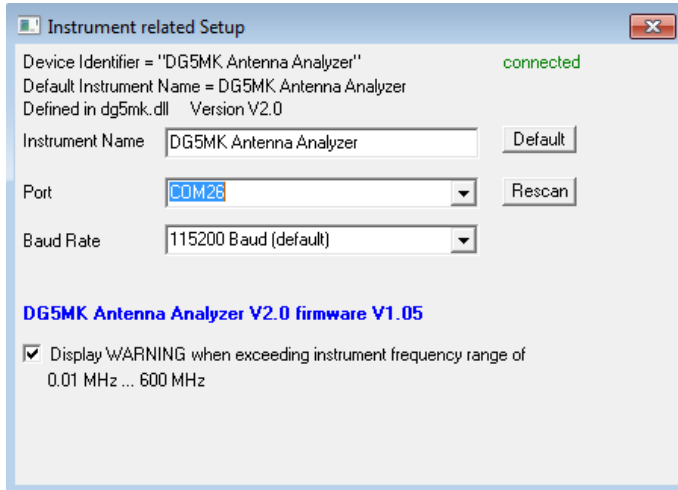 Instrument related Setup
Device Identifier = "DG5MK Antenna Analyzer" connected
Default Instrument Name = DG5MK Antenna Analyzer
Defined in dg5mk.dll Version V2.0
Instrument Name DG5MK Antenna Analyzer Default
Port COM26 Rescan
Baud Rate 115200 Baud (default)
DG5MK Antenna Analyzer V2.0 firmware V1.05
Display WARNING when exceeding instrument frequency range of
0.01 MHz ... 600 MHz